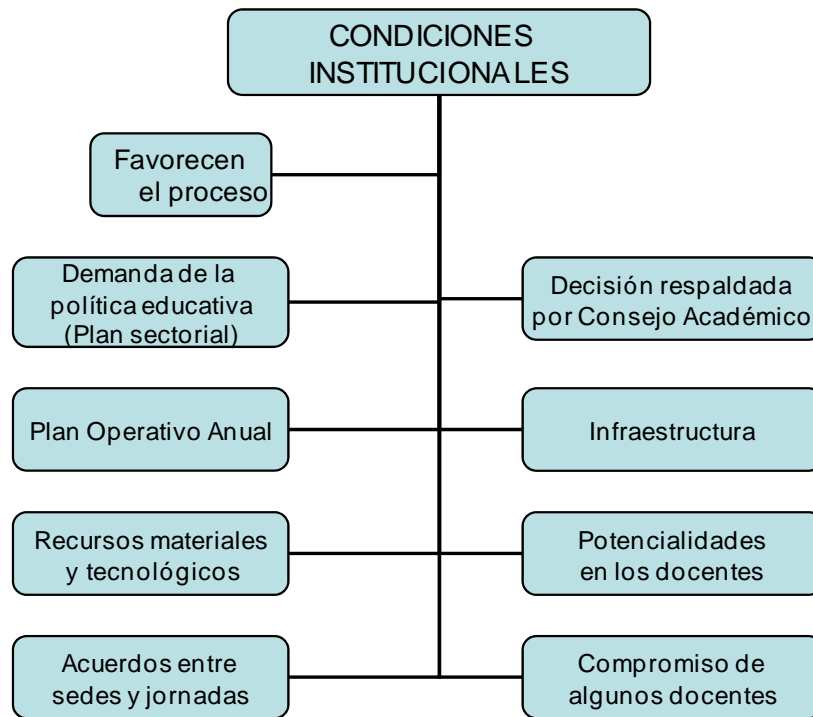 CONDICIONES
INSTITUCIONALES
Favorecen
el proceso
Demanda de la
política educativa
(Plan sectorial)
Decisión respaldada
por Consejo Académico
Plan Operativo Anual
Infraestructura
Recursos materiales
y tecnológicos
Potencialidades
en los docentes
Acuerdos entre
sedes y jornadas
Compromiso de
algunos docentes